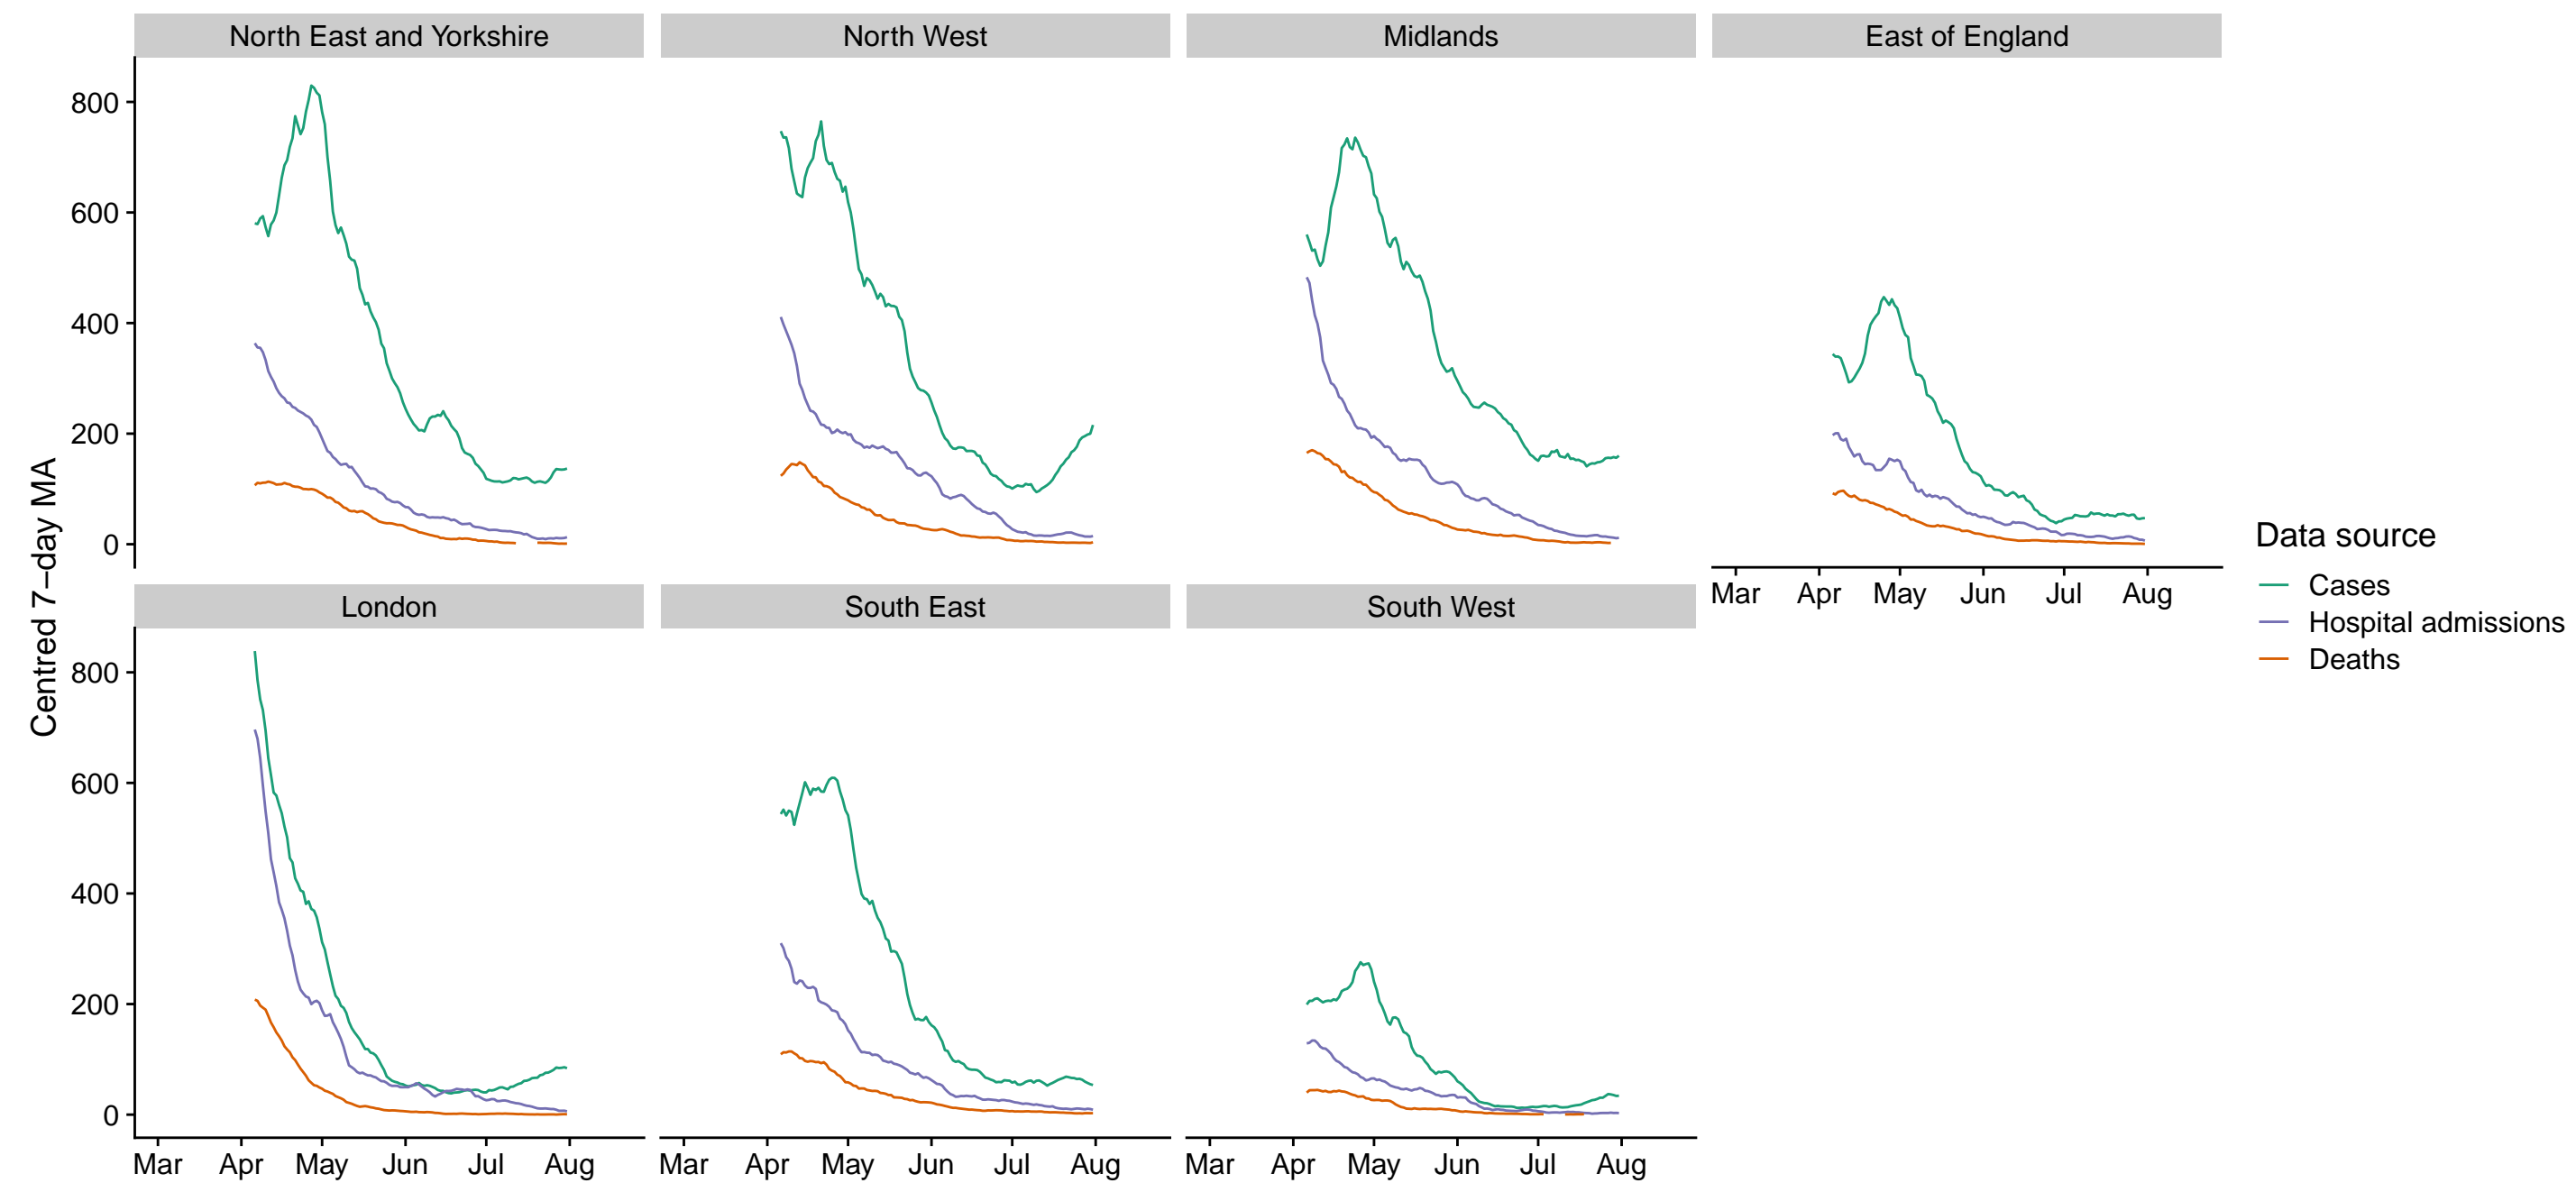 North East and Yorkshire
North West
Midlands
East of England
800
600
400
200
0
Mar Apr May Jun Jul Aug
Centred 7−day MA
Data source
Cases
Hospital admissions
Deaths
London
South East
South West
800
600
400
200
0
Mar Apr May Jun Jul Aug
Mar Apr May Jun Jul Aug
Mar Apr May Jun Jul Aug